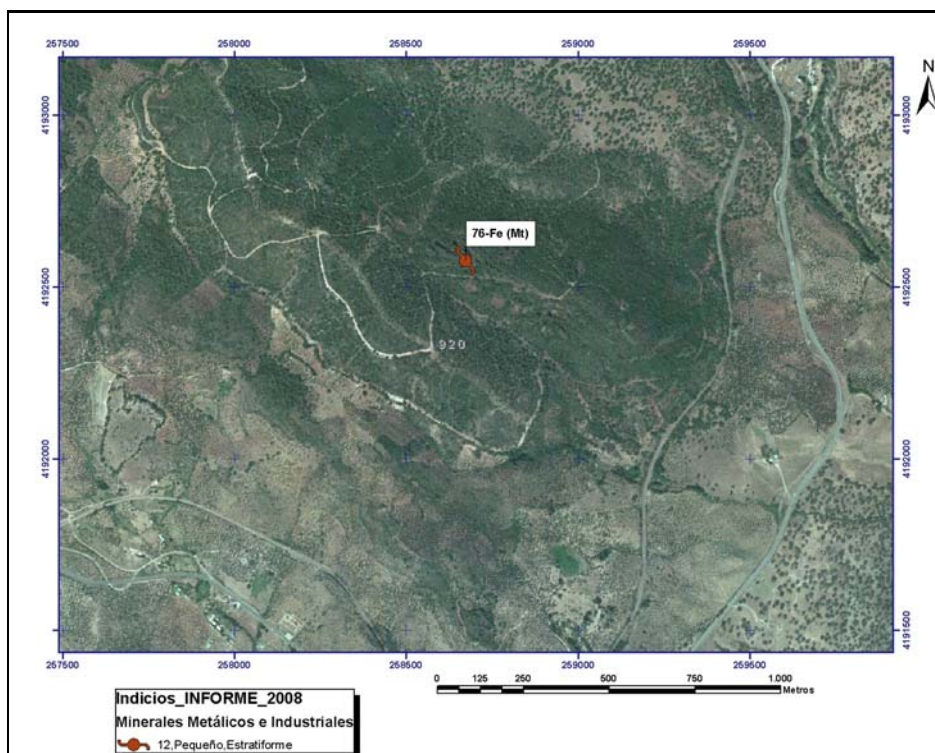 257500 258000 258500 259000 259500
N
4193000 4193000
76-Fe (Mt)
4192500 4192500
920
4192000 4192000
4191500 4191500
257500 258000 258500 259000 259500
0 125 250 500 750 1.000
Metros
Indicios_INFORME_2008
Minerales Metálicos e Industriales
12,Pequeño,Estratiforme